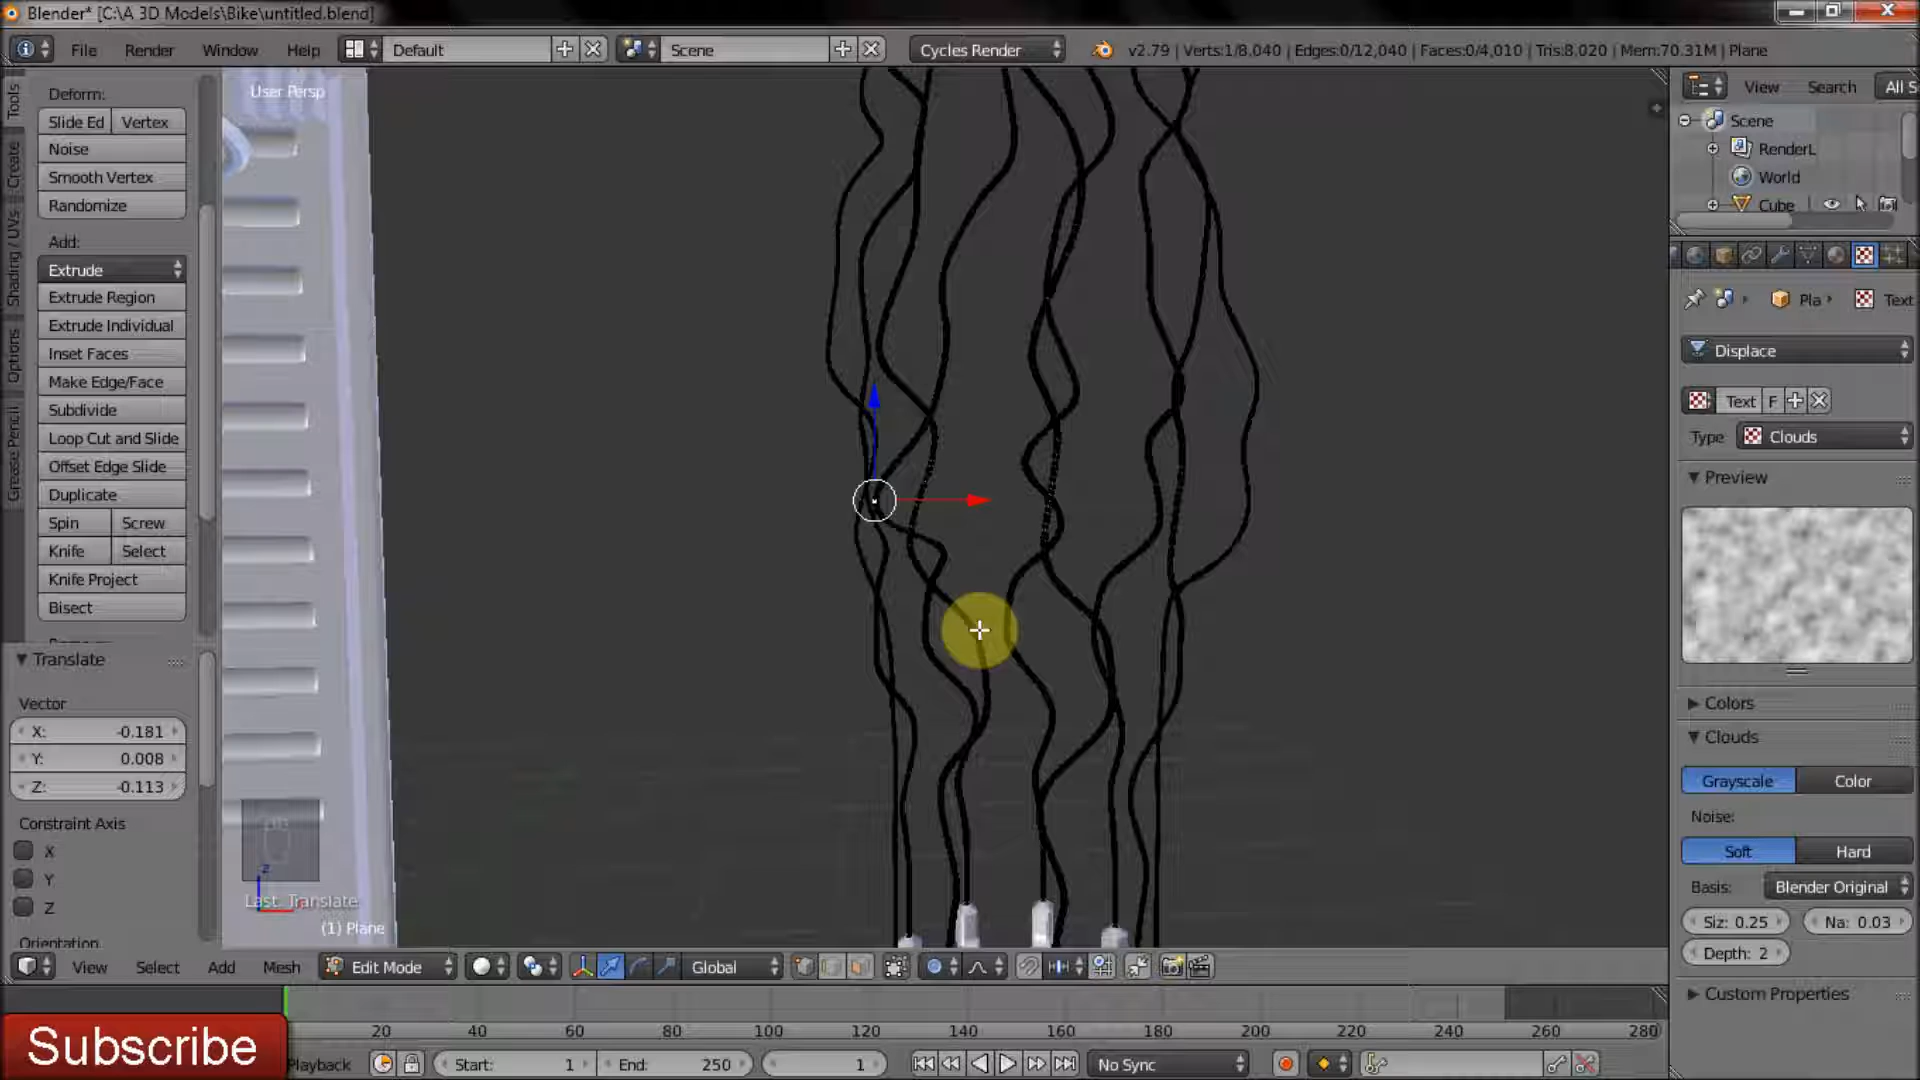 Blender* [C:\A 3D Models\Bike\untitled.blend]
File Render Window Help Default Scene Cycles Render v2.79 | Verts:1/8,040 | Edges:0/12,040 | Faces:0/4,010 | Tris:8,020 | Mem:70.31M | Plane
Tools
Create
Shading / UVs
Options
Grease Pencil
Deform:
Slide Ed Vertex
Noise
Smooth Vertex
Randomize
Add:
Extrude
Extrude Region
Extrude Individual
Inset Faces
Make Edge/Face
Subdivide
Loop Cut and Slide
Offset Edge Slide
Duplicate
Spin Screw
Knife Select
Knife Project
Bisect
Translate
Vector
X: -0.181
Y: 0.008
Z: -0.113
Constraint Axis
X
Y
Z
Orientation
User Persp
z
Last: Translate
(1) Plane
View Search All S
Scene
RenderL
World
Cube
Pla Text
Displace
Text F
Type Clouds
Preview
Colors
Clouds
Grayscale Color
Noise:
Soft Hard
Basis: Blender Original
Siz: 0.25 Na: 0.03
Depth: 2
Custom Properties
View Select Add Mesh Edit Mode Global
20 40 60 80 100 120 140 160 180 200 220 240 260 280
Playback Start: 1 End: 250 1 No Sync
Subscribe